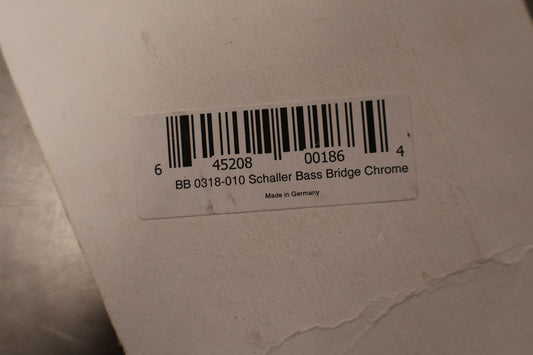 6 45208 00186 4
BB 0318-010 Schaller Bass Bridge Chrome
Made in Germany